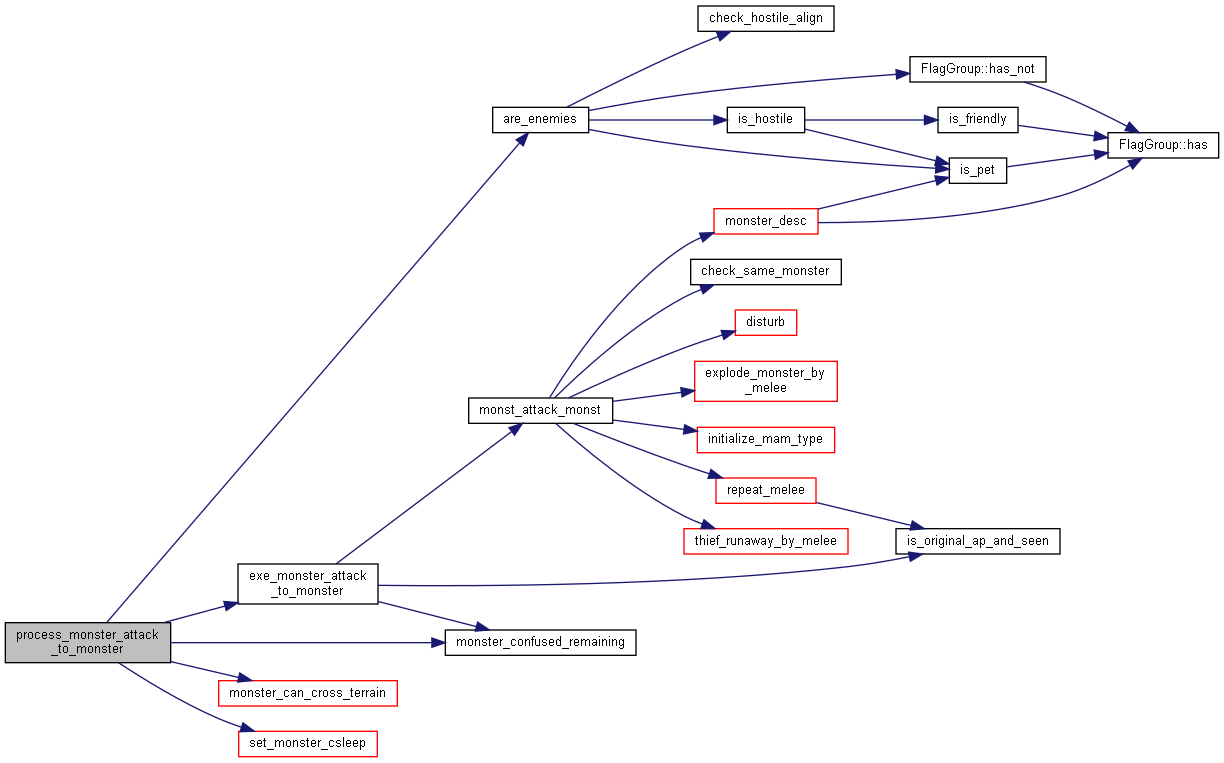 check_hostile_align
FlagGroup::has_not
are_enemies
is_hostile
is_friendly
FlagGroup::has
is_pet
monster_desc
check_same_monster
disturb
explode_monster_by
_melee
monst_attack_monst
initialize_mam_type
repeat_melee
thief_runaway_by_melee
is_original_ap_and_seen
exe_monster_attack
_to_monster
process_monster_attack
_to_monster
monster_confused_remaining
monster_can_cross_terrain
set_monster_csleep